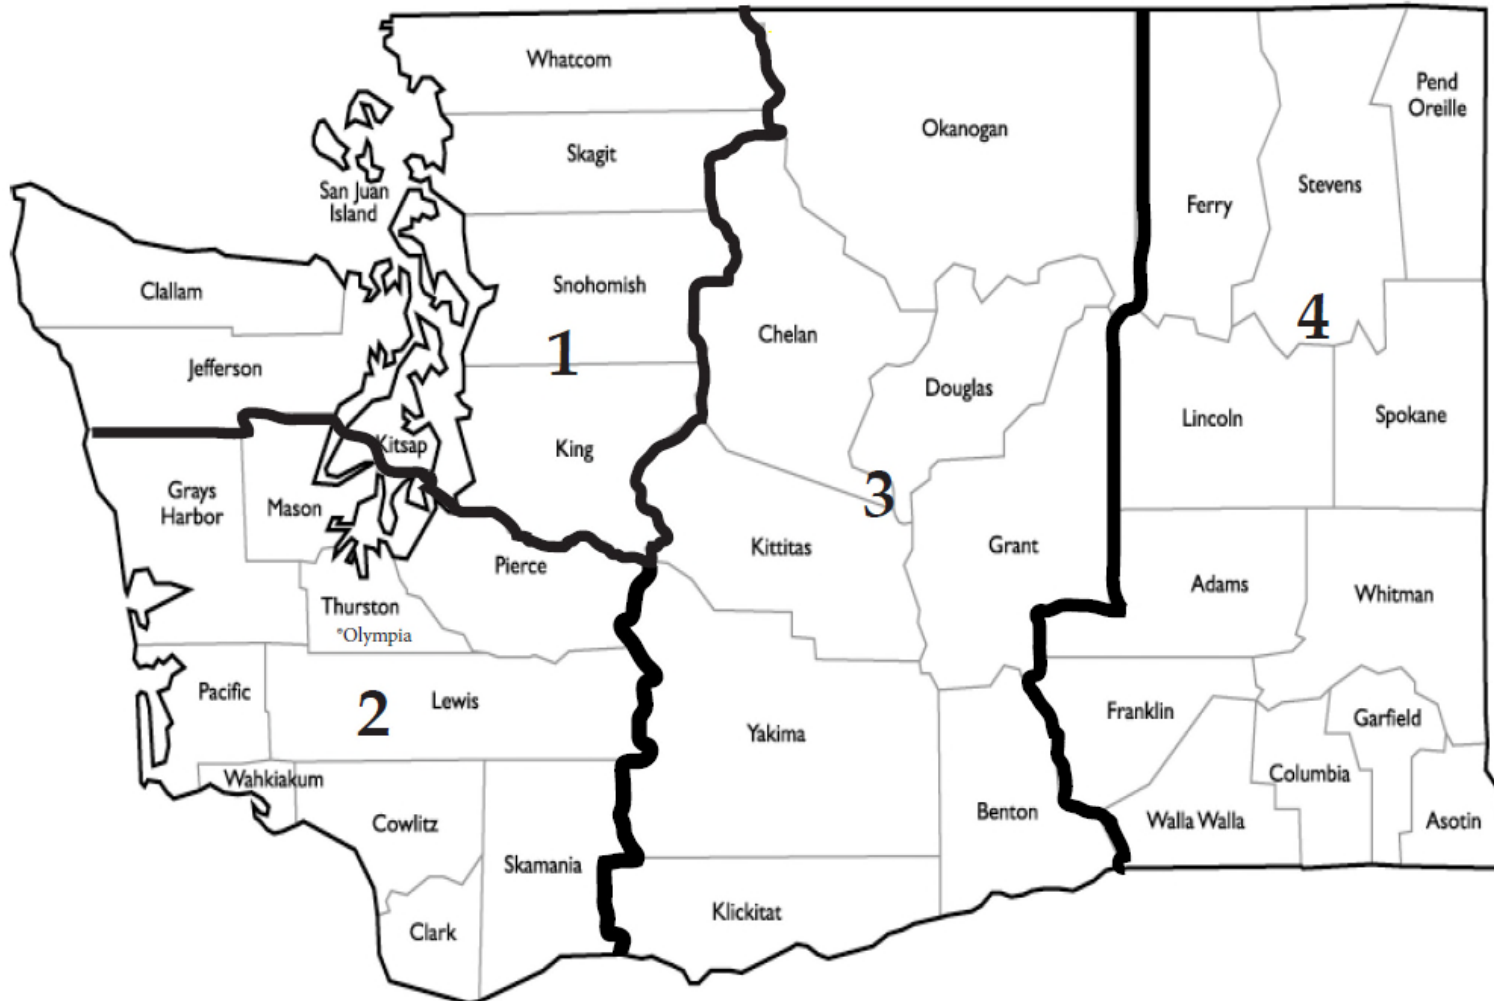 Whatcom
Okanogan
Pend
Oreille
Skagit
San Juan
Island
Ferry
Stevens
Clallam
Snohomish
1
Chelan
4
Jefferson
Douglas
Lincoln
Spokane
Kitsap
King
Grays
Harbor
Mason
3
Pierce
Kittitas
Grant
Thurston
°Olympia
Adams
Whitman
Pacific
2
Lewis
Yakima
Franklin
Garfield
Wahkiakum
Columbia
Cowlitz
Benton
Walla Walla
Asotin
Skamania
Clark
Klickitat